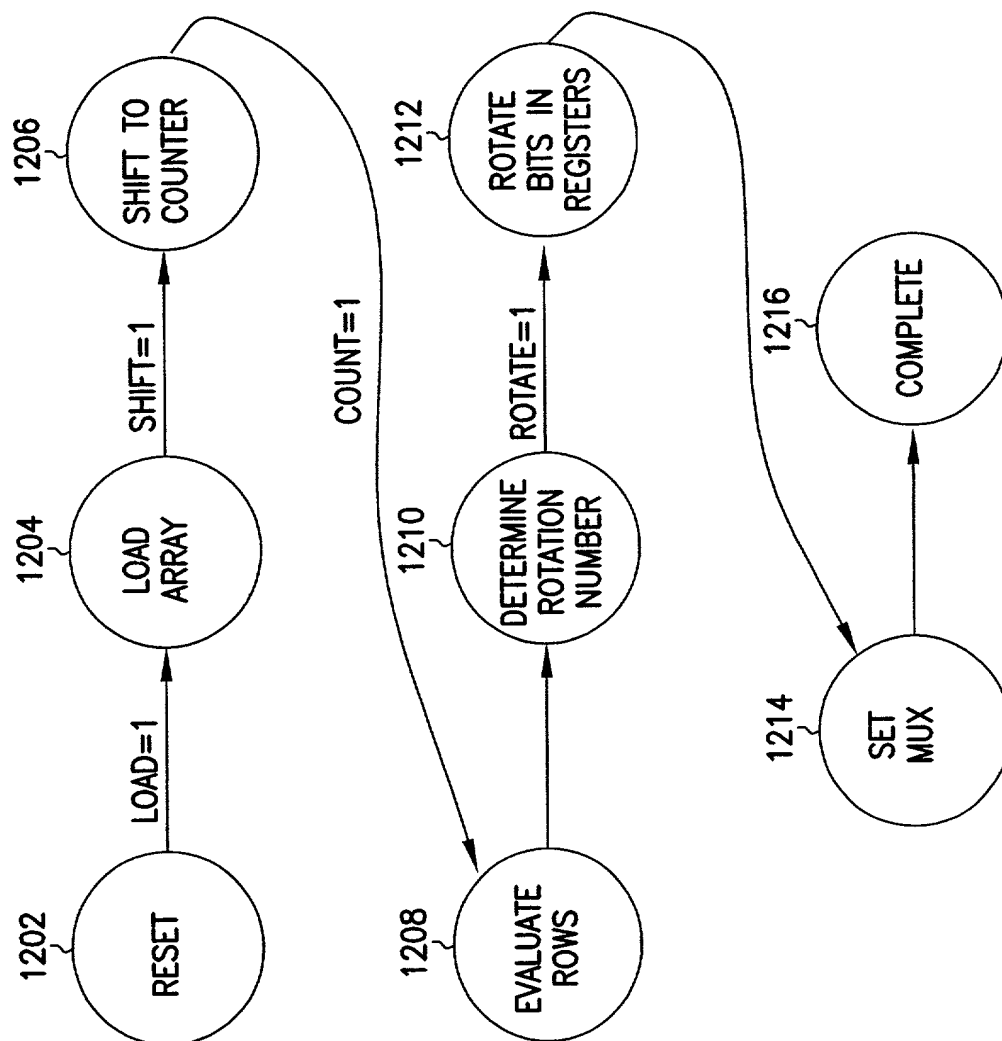 1202
RESET
LOAD=1
1204
LOAD
ARRAY
SHIFT=1
1206
SHIFT TO
COUNTER
COUNT=1
1208
EVALUATE
ROWS
1210
DETERMINE
ROTATION
NUMBER
ROTATE=1
1212
ROTATE
BITS IN
REGISTERS
1214
SET
MUX
1216
COMPLETE